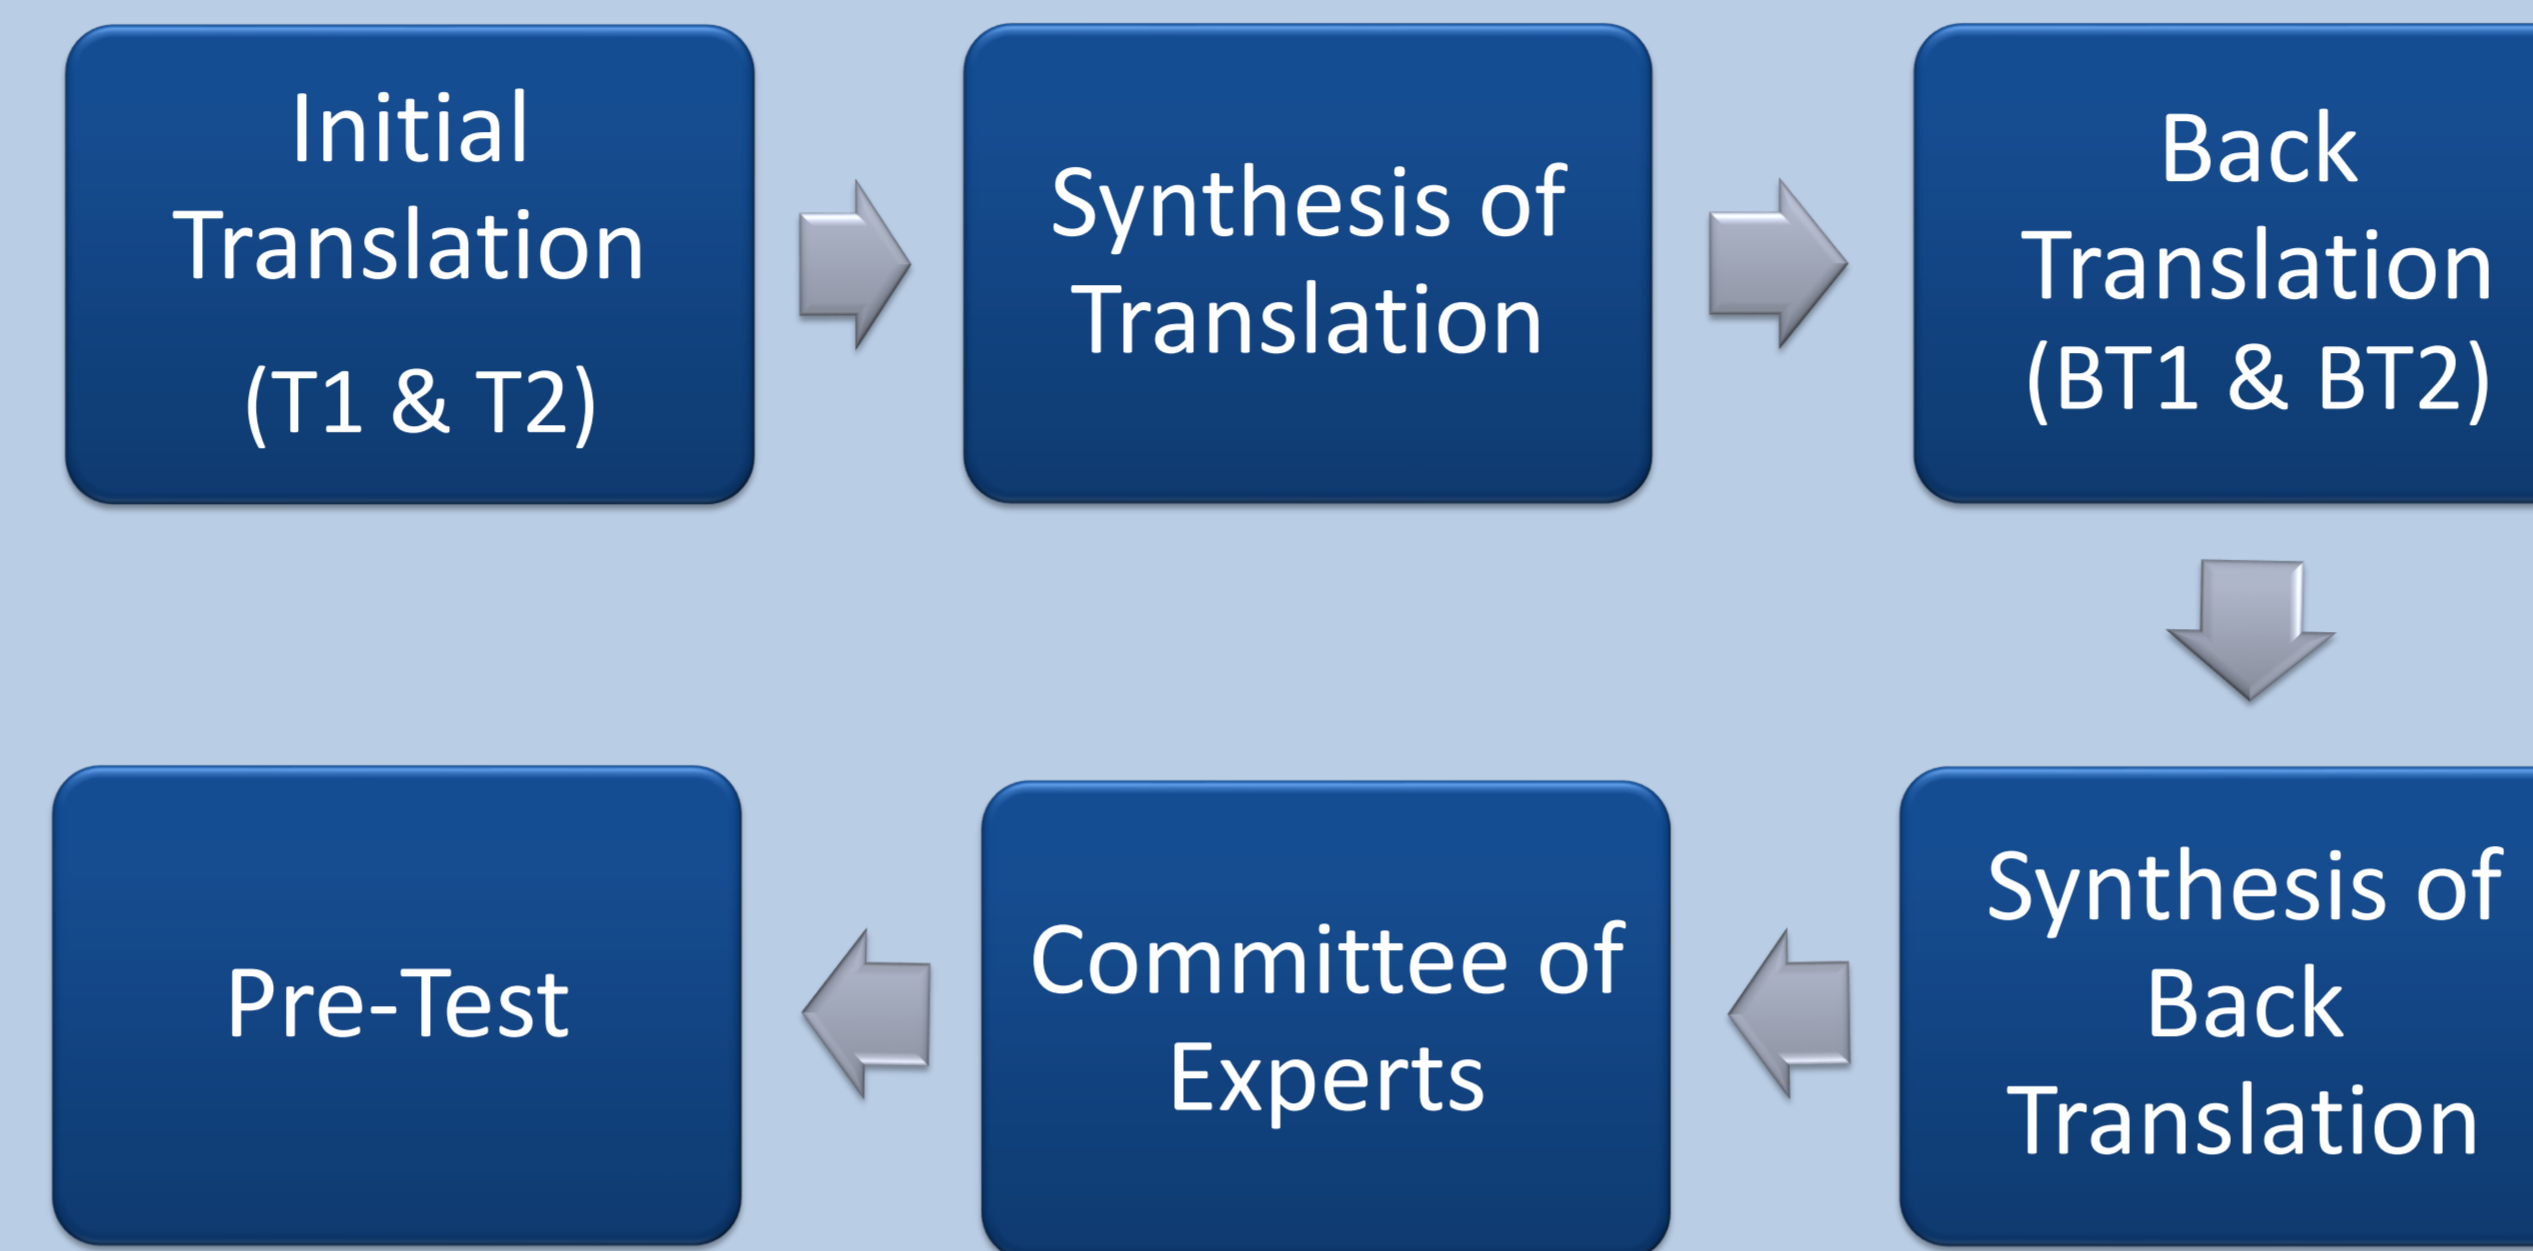 Initial
Translation
(T1 & T2)
Synthesis of
Translation
Back
Translation
(BT1 & BT2)
Synthesis of
Back
Translation
Committee of
Experts
Pre-Test